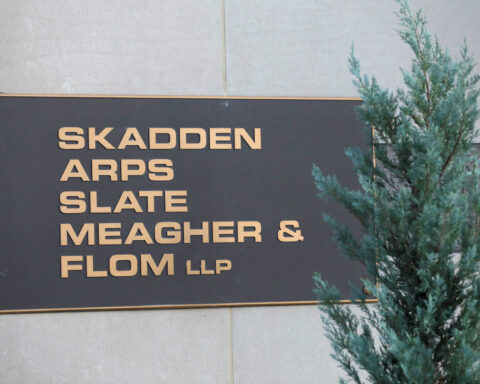 SKADDEN
ARPS
SLATE
MEAGHER &
FLOM LLP